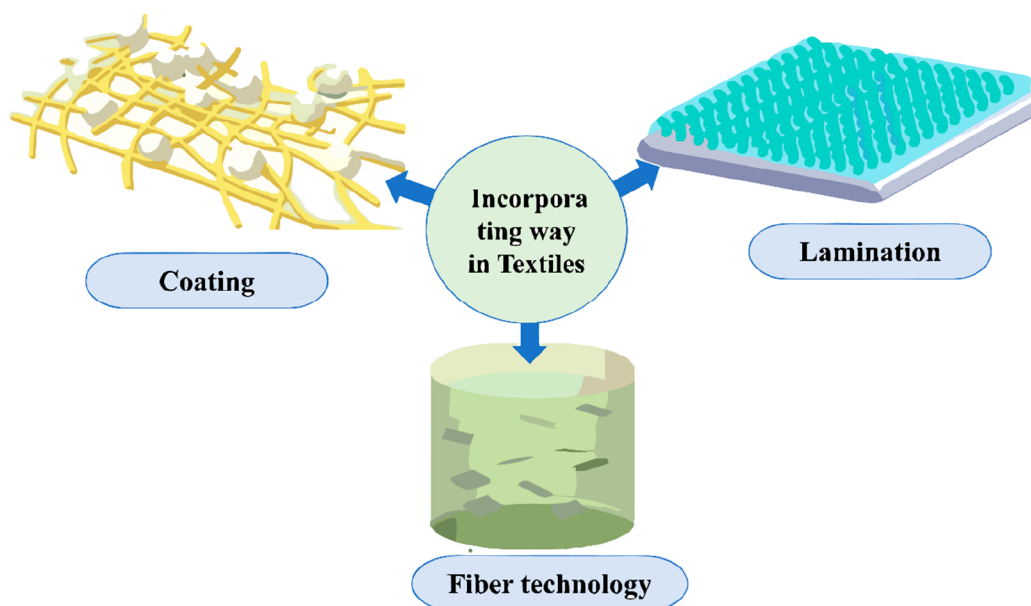 Incorpora
ting way
in Textiles
Coating
Lamination
Fiber technology